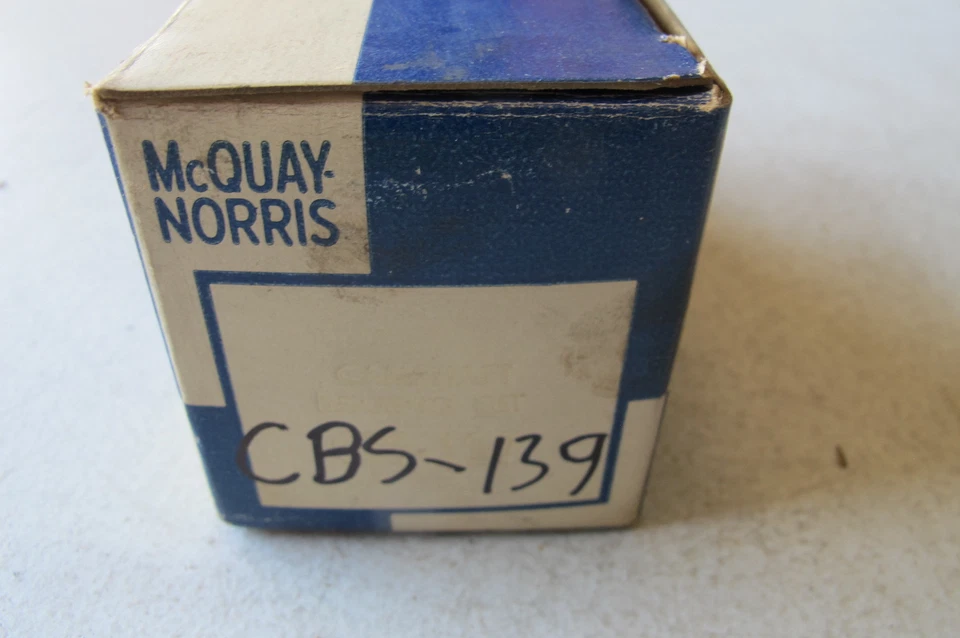 McQUAY-
NORRIS
CBS-139